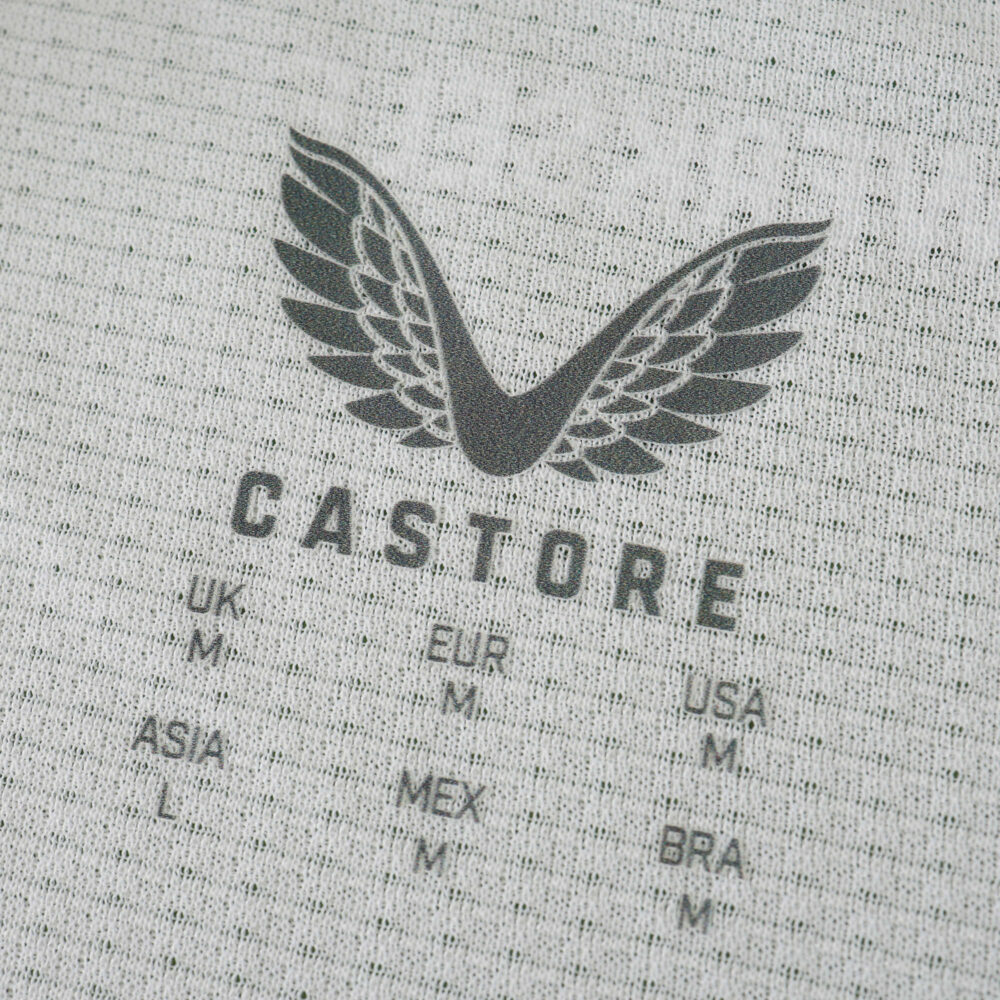 CASTORE
UK EUR USA
M M M
ASIA MEX BRA
L M M